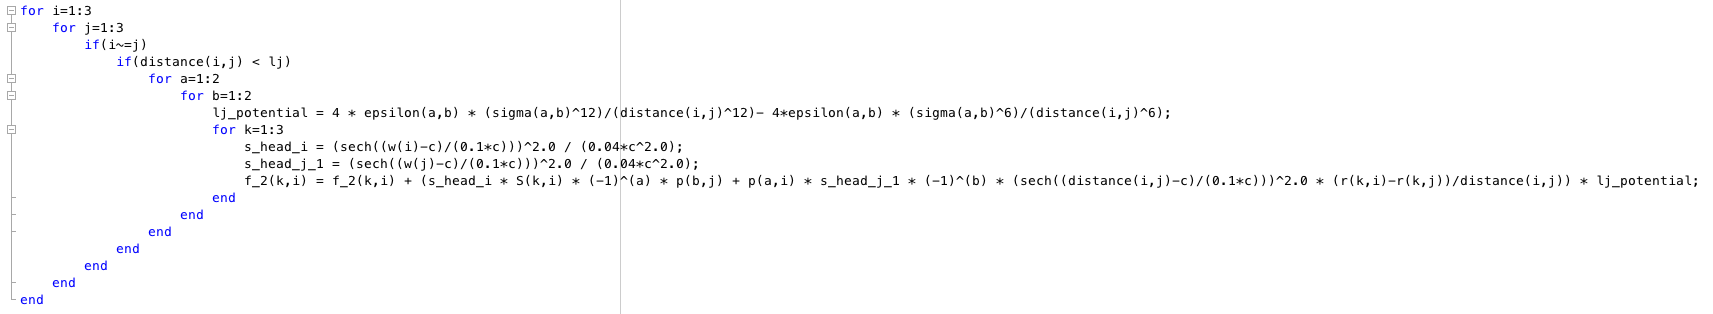 for i=1:3
    for j=1:3
        if(i~=j)
            if(distance(i,j) < lj)
                for a=1:2
                    for b=1:2
                        lj_potential = 4 * epsilon(a,b) * (sigma(a,b)^12)/(distance(i,j)^12)- 4*epsilon(a,b) * (sigma(a,b)^6)/(distance(i,j)^6);
                        for k=1:3
                            s_head_i = (sech((w(i)-c)/(0.1*c)))^2.0 / (0.04*c^2.0);
                            s_head_j_1 = (sech((w(j)-c)/(0.1*c)))^2.0 / (0.04*c^2.0);
                            f_2(k,i) = f_2(k,i) + (s_head_i * S(k,i) * (-1)^(a) * p(b,j) + p(a,i) * s_head_j_1 * (-1)^(b) * (sech((distance(i,j)-c)/(0.1*c)))^2.0 * (r(k,i)-r(k,j))/distance(i,j)) * lj_potential;
                        end
                    end
                end
            end
        end
    end
end